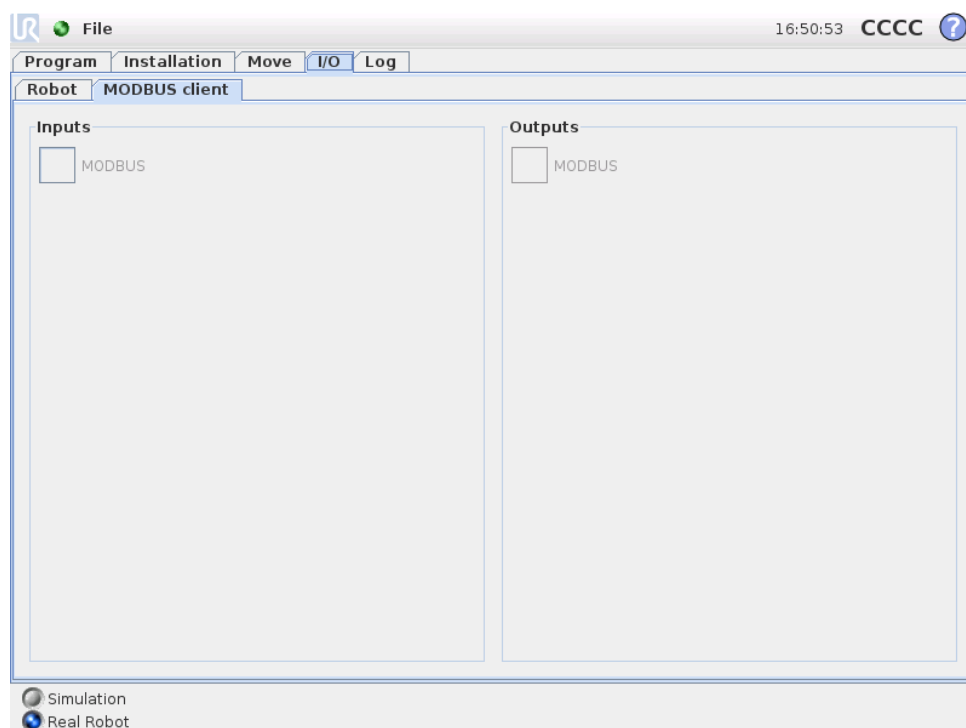 UR File 16:50:53 CCCC ?
Program Installation Move I/O Log
Robot MODBUS client
Inputs Outputs
MODBUS MODBUS
Simulation
Real Robot